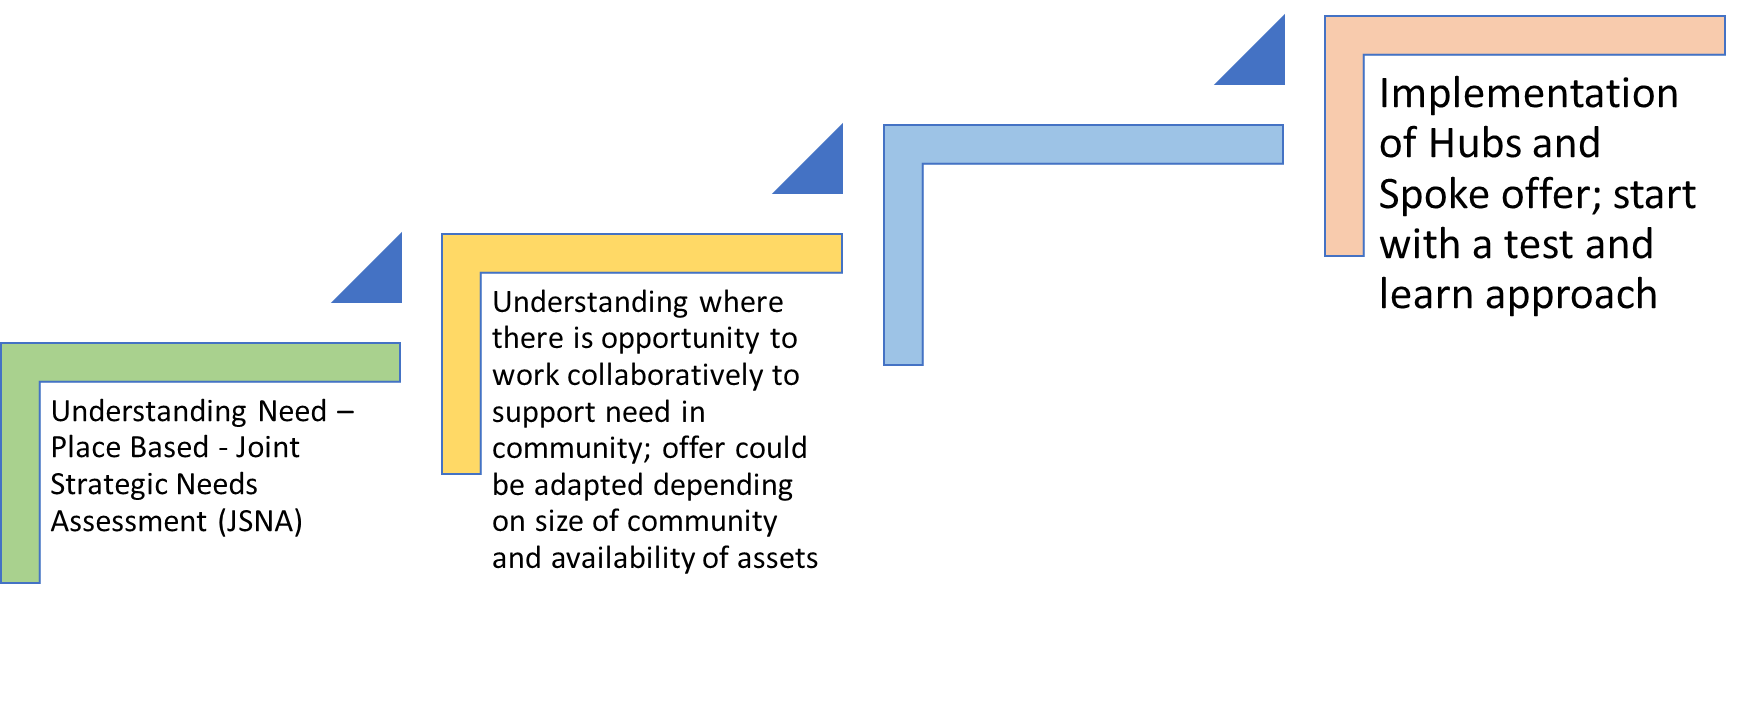 Understanding Need –
Place Based - Joint
Strategic Needs
Assessment (JSNA)
Understanding where
there is opportunity to
work collaboratively to
support need in
community; offer could
be adapted depending
on size of community
and availability of assets
Implementation
of Hubs and
Spoke offer; start
with a test and
learn approach